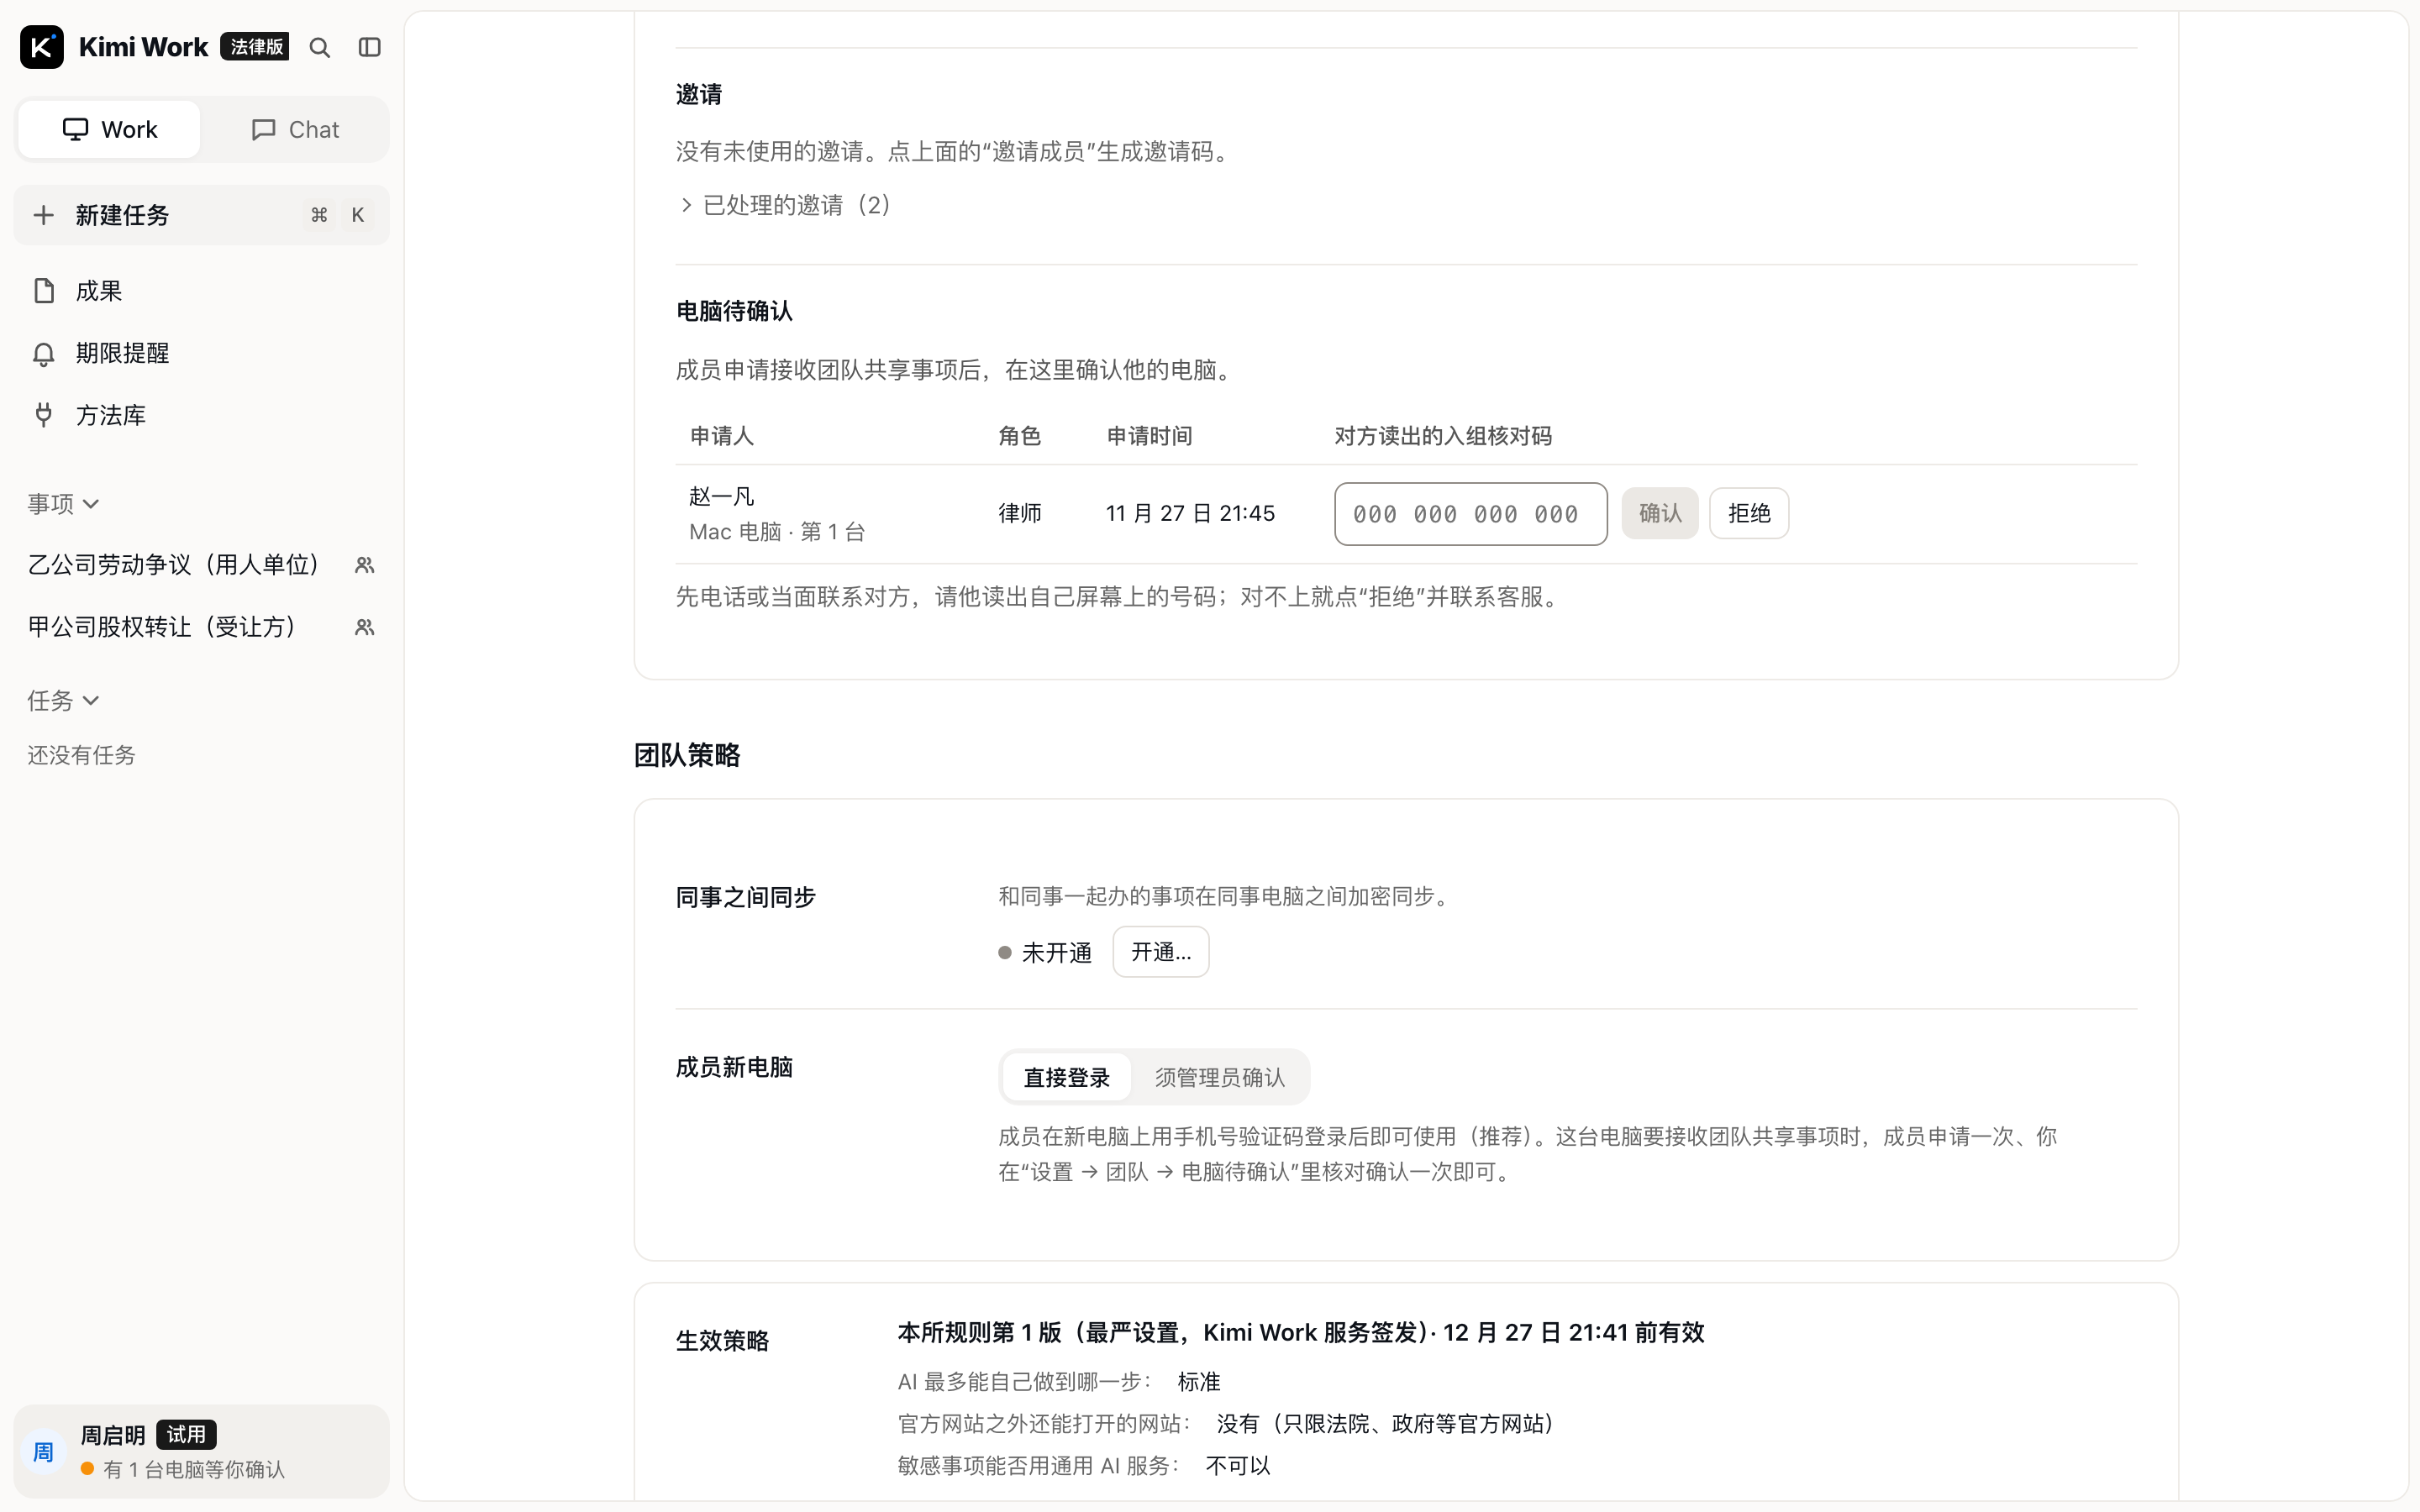 Kimi Work 法律版
Work
Chat
新建任务 ⌘ K
成果
期限提醒
方法库
事项
乙公司劳动争议（用人单位）
甲公司股权转让（受让方）
任务
还没有任务
周 周启明 试用
有 1 台电脑等你确认
邀请
没有未使用的邀请。点上面的“邀请成员”生成邀请码。
已处理的邀请（2）
电脑待确认
成员申请接收团队共享事项后，在这里确认他的电脑。
申请人 角色 申请时间 对方读出的入组核对码
赵一凡
Mac 电脑 · 第 1 台
律师 11 月 27 日 21:45 000 000 000 000 确认 拒绝
先电话或当面联系对方，请他读出自己屏幕上的号码；对不上就点“拒绝”并联系客服。
团队策略
同事之间同步
和同事一起办的事项在同事电脑之间加密同步。
未开通 开通...
成员新电脑
直接登录 须管理员确认
成员在新电脑上用手机号验证码登录后即可使用（推荐）。这台电脑要接收团队共享事项时，成员申请一次、你
在“设置 → 团队 → 电脑待确认”里核对确认一次即可。
生效策略
本所规则第 1 版（最严设置，Kimi Work 服务签发）· 12 月 27 日 21:41 前有效
AI 最多能自己做到哪一步： 标准
官方网站之外还能打开的网站： 没有（只限法院、政府等官方网站）
敏感事项能否用通用 AI 服务： 不可以